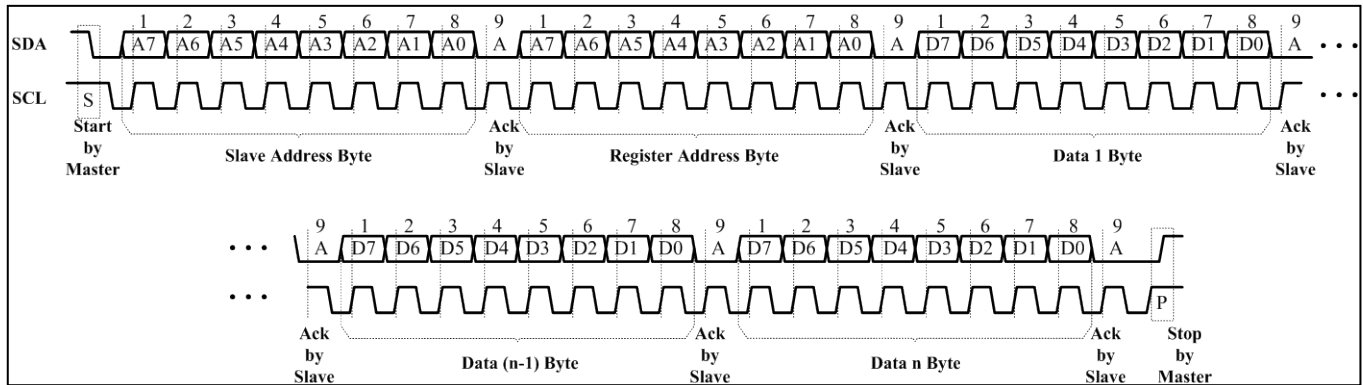 1 2 3 4 5 6 7 8 9 1 2 3 4 5 6 7 8 9 1 2 3 4 5 6 7 8 9
SDA A7 A6 A5 A4 A3 A2 A1 A0 A A7 A6 A5 A4 A3 A2 A1 A0 A D7 D6 D5 D4 D3 D2 D1 D0 A • • •
SCL S • • •
Start by Master
Slave Address Byte
Ack by Slave
Register Address Byte
Ack by Slave
Data 1 Byte
Ack by Slave
9 1 2 3 4 5 6 7 8 9 1 2 3 4 5 6 7 8 9
• • • A D7 D6 D5 D4 D3 D2 D1 D0 A D7 D6 D5 D4 D3 D2 D1 D0 A
• • • P
Ack by Slave
Data (n-1) Byte
Ack by Slave
Data n Byte
Ack by Slave
Stop by Master